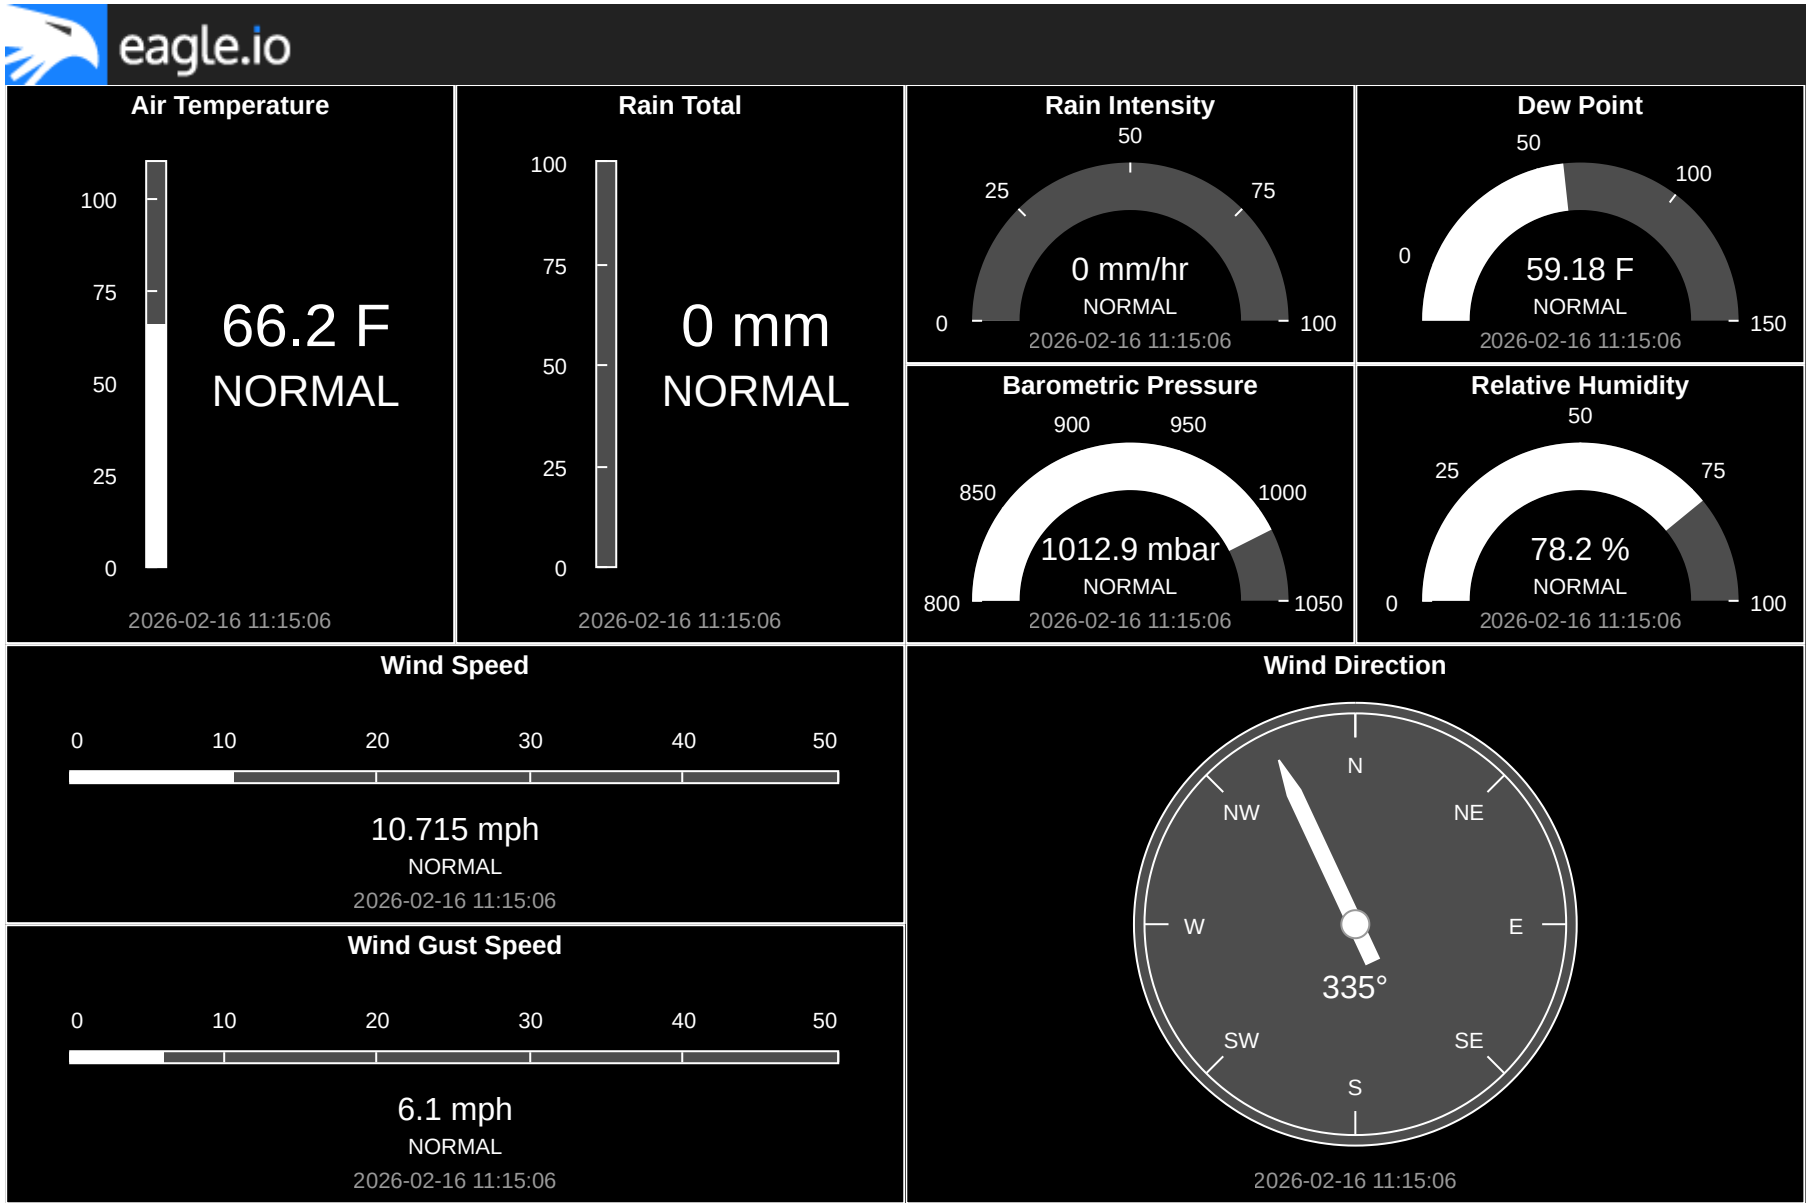 eagle.io
Air Temperature
100
75
50
25
0
66.2 F
NORMAL
2026-02-16 11:15:06
Rain Total
100
75
50
25
0
0 mm
NORMAL
2026-02-16 11:15:06
Rain Intensity
50
25
75
0
100
0 mm/hr
NORMAL
2026-02-16 11:15:06
Dew Point
50
100
0
150
59.18 F
NORMAL
2026-02-16 11:15:06
Barometric Pressure
900
950
850
1000
800
1050
1012.9 mbar
NORMAL
2026-02-16 11:15:06
Relative Humidity
50
25
75
0
100
78.2 %
NORMAL
2026-02-16 11:15:06
Wind Speed
0 10 20 30 40 50
10.715 mph
NORMAL
2026-02-16 11:15:06
Wind Gust Speed
0 10 20 30 40 50
6.1 mph
NORMAL
2026-02-16 11:15:06
Wind Direction
N
NW
NE
W
E
335°
SW
SE
S
2026-02-16 11:15:06